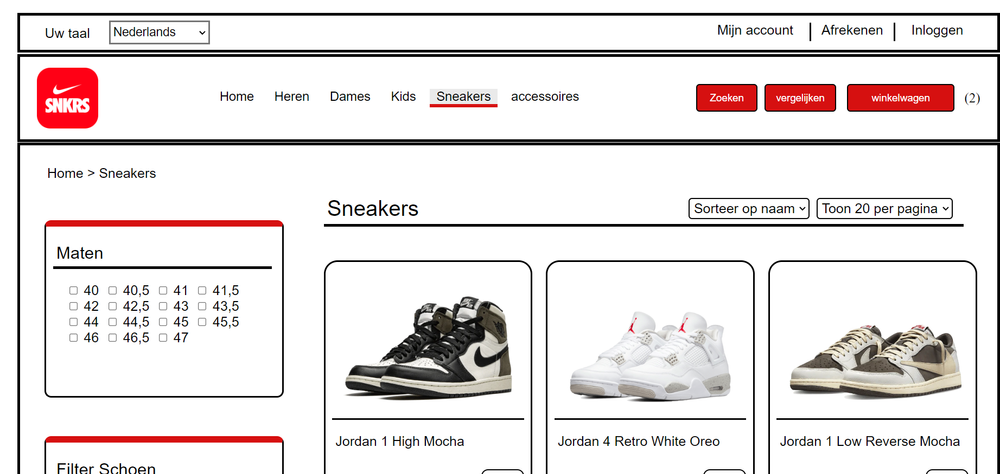 Uw taal Nederlands Mijn account Afrekenen Inloggen
SNKRS
Home Heren Dames Kids Sneakers accessoires Zoeken vergelijken winkelwagen (2)
Home > Sneakers
Sneakers Sorteer op naam Toon 20 per pagina
Maten
40 40,5 41 41,5
42 42,5 43 43,5
44 44,5 45 45,5
46 46,5 47
Jordan 1 High Mocha Jordan 4 Retro White Oreo Jordan 1 Low Reverse Mocha
Filter Schoen